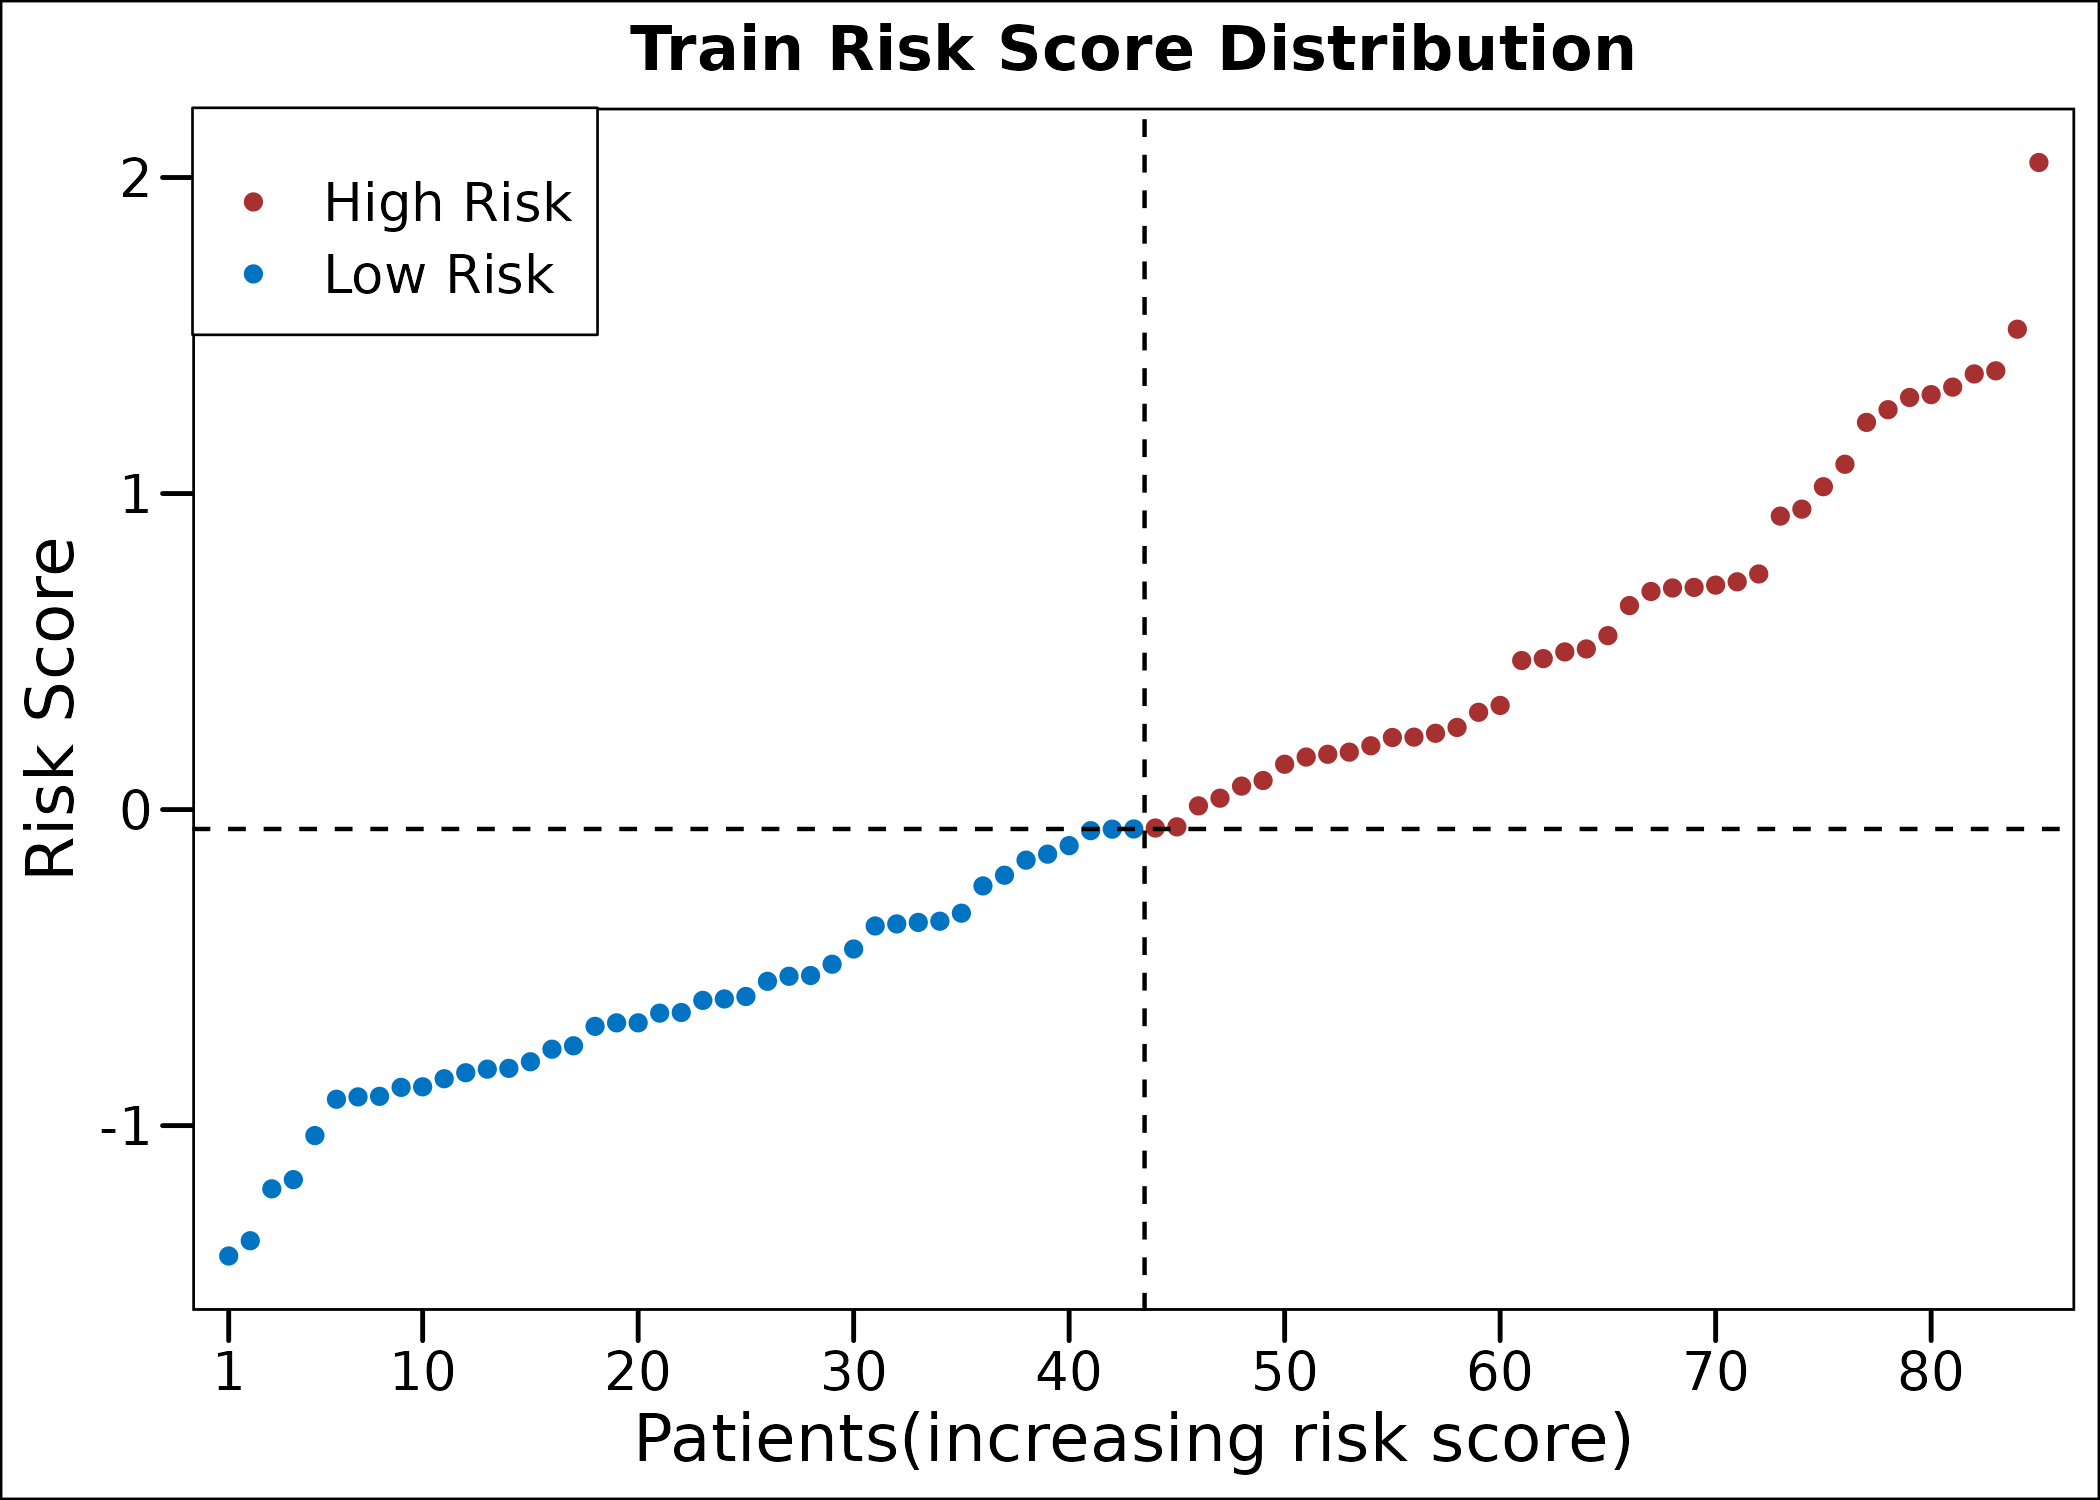 Train Risk Score Distribution
High Risk
Low Risk
2
1
0
-1
Risk Score
1 10 20 30 40 50 60 70 80
Patients(increasing risk score)